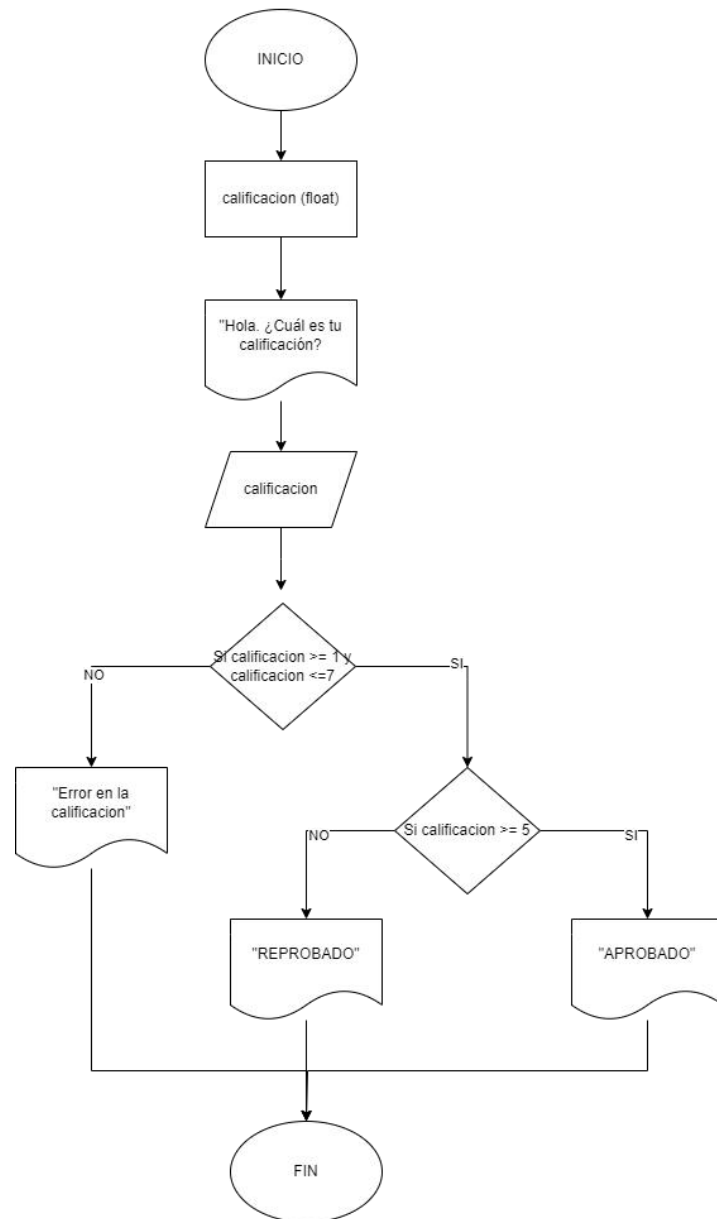 INICIO
calificacion (float)
"Hola. ¿Cuál es tu
calificación?
calificacion
Si calificacion >= 1 y
calificacion <=7
NO
SI
"Error en la
calificacion"
Si calificacion >= 5
NO
SI
"REPROBADO"
"APROBADO"
FIN